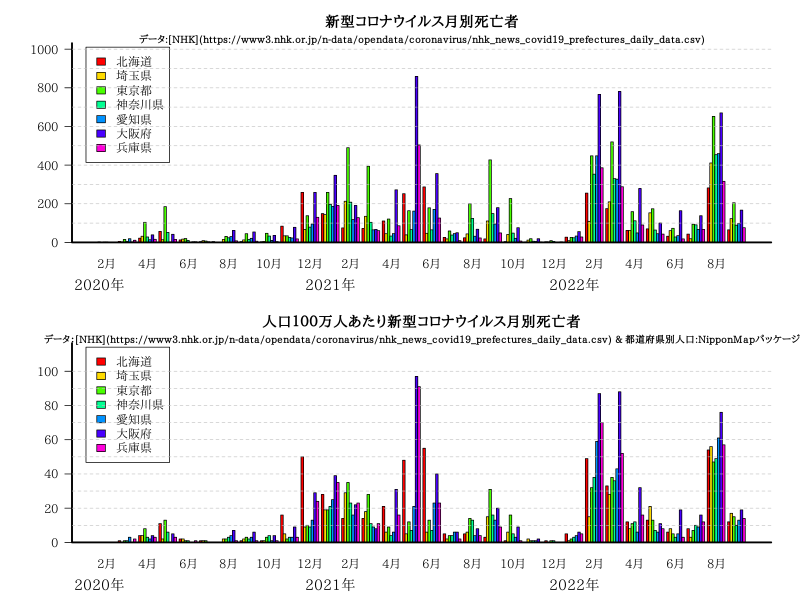 新型コロナウイルス月別死亡者
データ:[NHK](https://www3.nhk.or.jp/n-data/opendata/coronavirus/nhk_news_covid19_prefectures_daily_data.csv)
1000
800
600
400
200
0
北海道
埼玉県
東京都
神奈川県
愛知県
大阪府
兵庫県
2月 4月 6月 8月 10月 12月 2月 4月 6月 8月 10月 12月 2月 4月 6月 8月
2020年 2021年 2022年
人口100万人あたり新型コロナウイルス月別死亡者
データ:[NHK](https://www3.nhk.or.jp/n-data/opendata/coronavirus/nhk_news_covid19_prefectures_daily_data.csv) & 都道府県別人口:NipponMapパッケージ
100
80
60
40
20
0
北海道
埼玉県
東京都
神奈川県
愛知県
大阪府
兵庫県
2月 4月 6月 8月 10月 12月 2月 4月 6月 8月 10月 12月 2月 4月 6月 8月
2020年 2021年 2022年